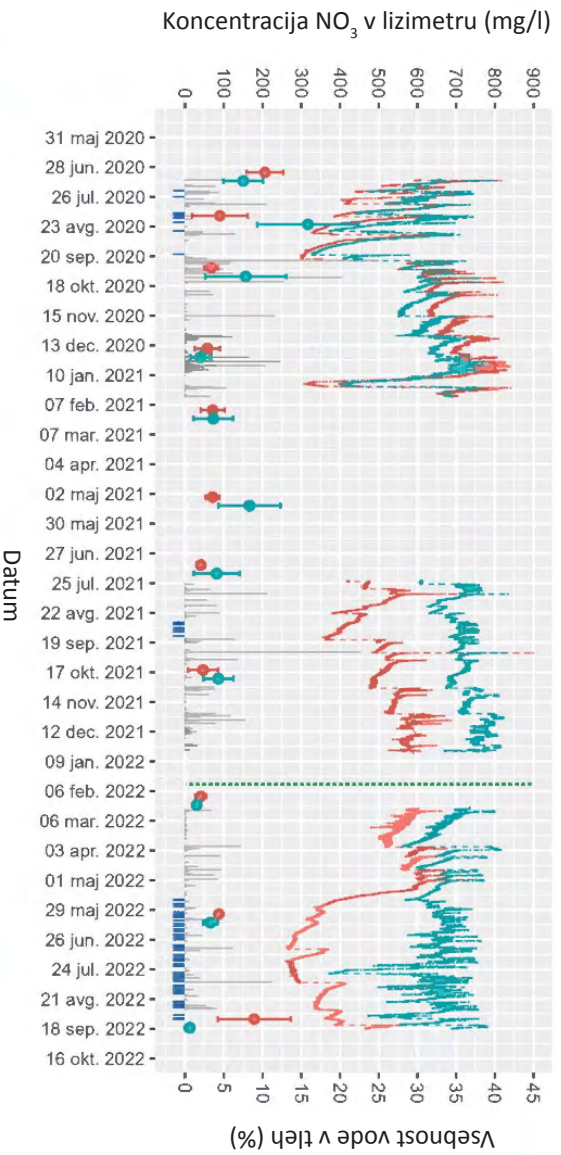 Koncentracija NO₃ v lizimetru (mg/l)
0 100 200 300 400 500 600 700 800 900
31 maj 2020
28 jun. 2020
26 jul. 2020
23 avg. 2020
20 sep. 2020
18 okt. 2020
15 nov. 2020
13 dec. 2020
10 jan. 2021
07 feb. 2021
07 mar. 2021
04 apr. 2021
02 maj 2021
30 maj 2021
27 jun. 2021
25 jul. 2021
22 avg. 2021
19 sep. 2021
17 okt. 2021
14 nov. 2021
12 dec. 2021
09 jan. 2022
06 feb. 2022
06 mar. 2022
03 apr. 2022
01 maj 2022
29 maj 2022
26 jun. 2022
24 jul. 2022
21 avg. 2022
18 sep. 2022
16 okt. 2022
Datum
0 5 10 15 20 25 30 35 40 45
Vsebnost vode v tleh (%)